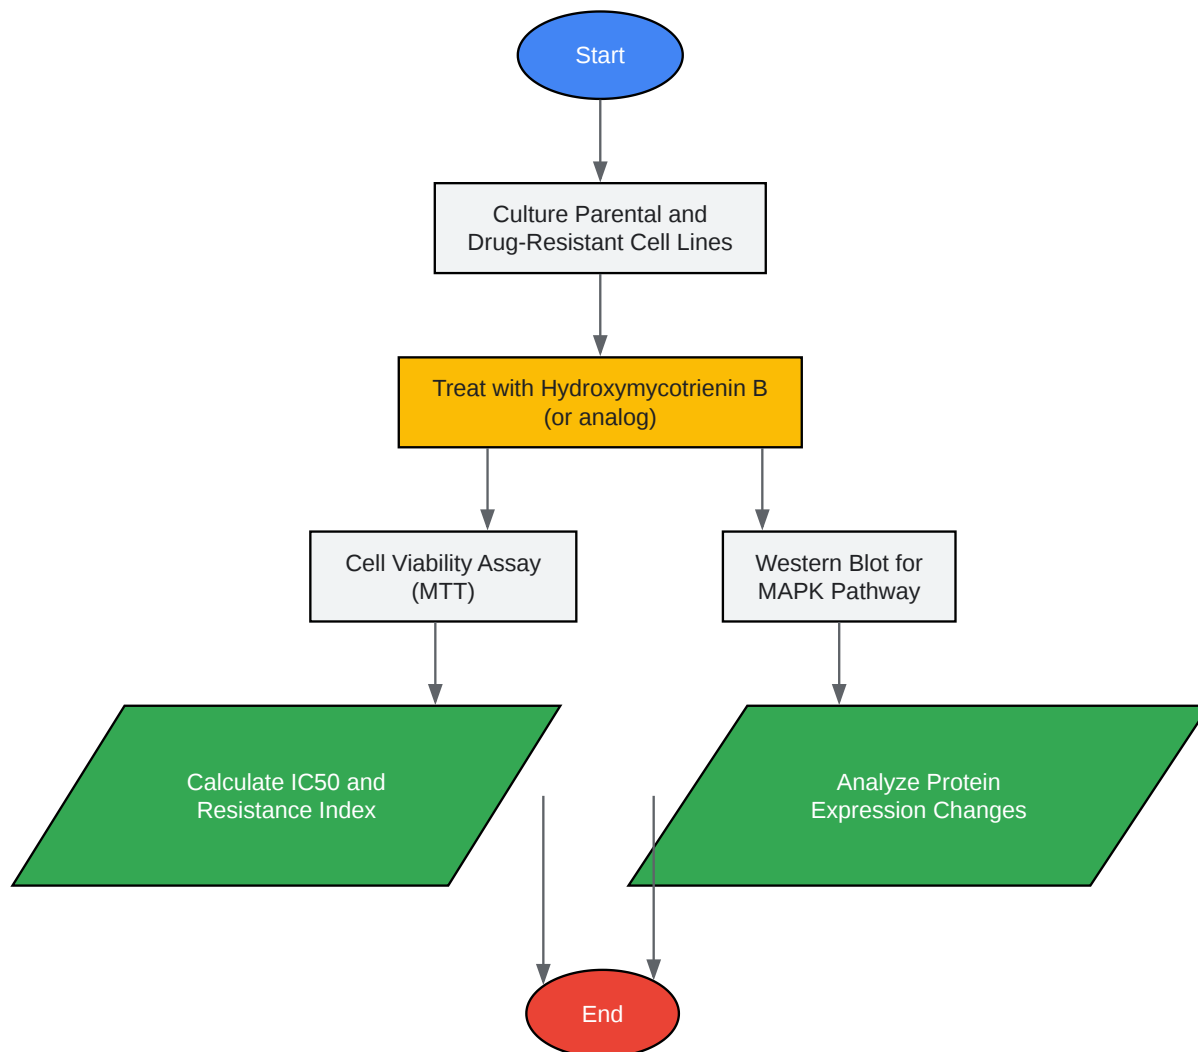 Start
Culture Parental and
Drug-Resistant Cell Lines
Treat with Hydroxymycotrienin B
(or analog)
Cell Viability Assay
(MTT)
Western Blot for
MAPK Pathway
Calculate IC50 and
Resistance Index
Analyze Protein
Expression Changes
End